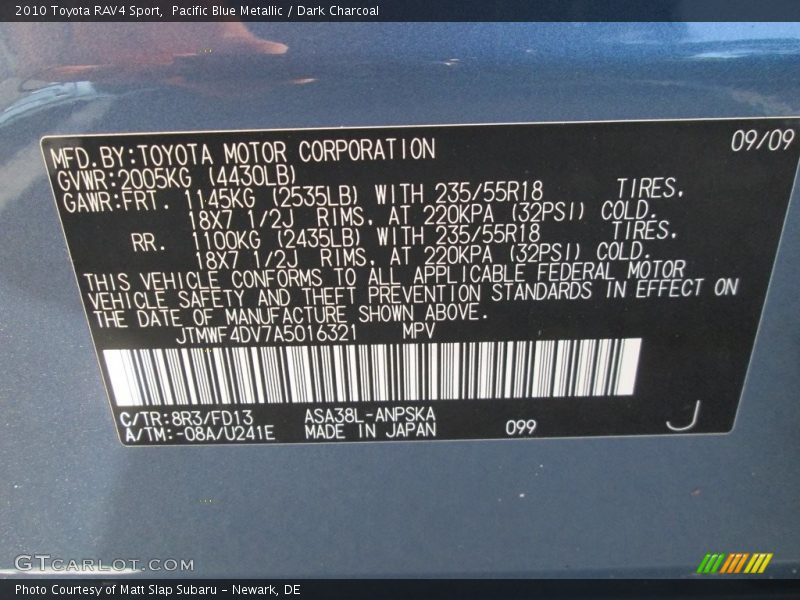 2010 Toyota RAV4 Sport,  Pacific Blue Metallic / Dark Charcoal
09/09
MFD.BY:TOYOTA MOTOR CORPORATION
GVWR:2005KG (4430LB)
GAWR:FRT. 1145KG (2535LB) WITH 235/55R18 TIRES.
18X7 1/2J RIMS. AT 220KPA (32PSI) COLD.
RR. 1100KG (2435LB) WITH 235/55R18 TIRES.
18X7 1/2J RIMS. AT 220KPA (32PSI) COLD.
THIS VEHICLE CONFORMS TO ALL APPLICABLE FEDERAL MOTOR
VEHICLE SAFETY AND THEFT PREVENTION STANDARDS IN EFFECT ON
THE DATE OF MANUFACTURE SHOWN ABOVE.
JTMWF4DV7A5016321 MPV
C/TR:8R3/FD13 ASA38L-ANPSKA
A/TM:-08A/U241E MADE IN JAPAN 099 J
GTCARLOT.COM
Photo Courtesy of Matt Slap Subaru - Newark, DE